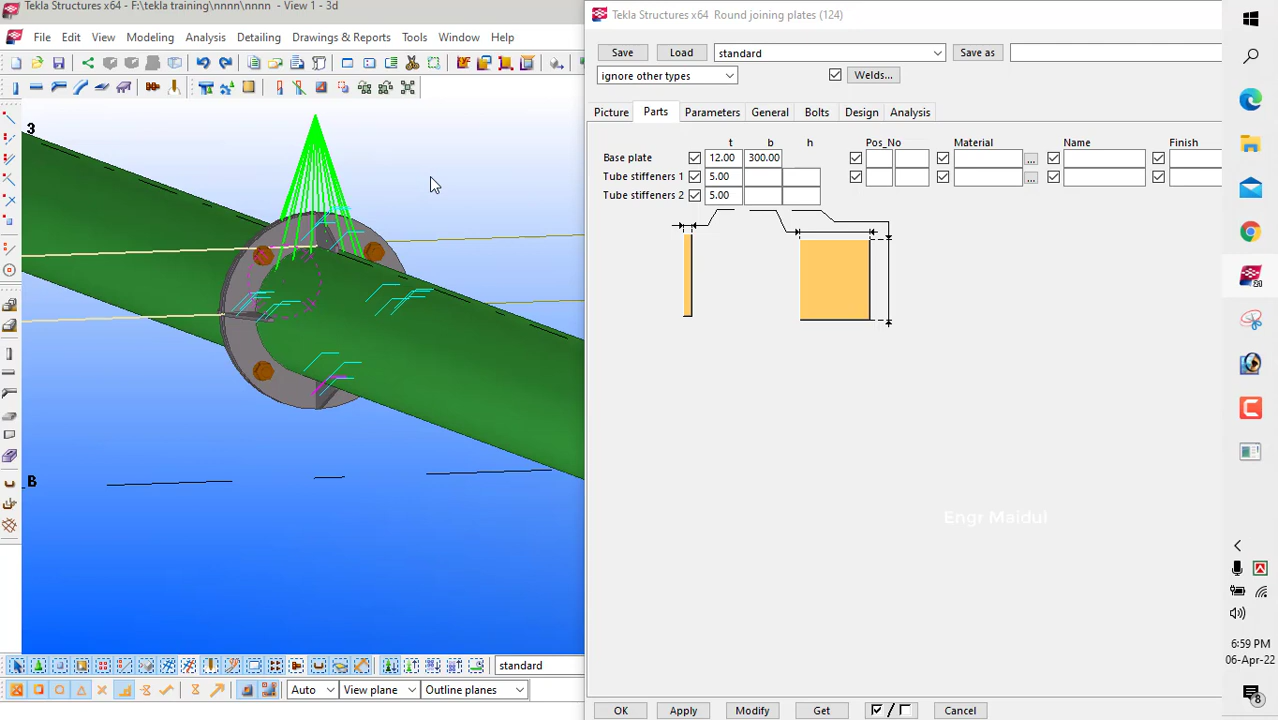 Tekla Structures x64 - F:\tekla training\nnnn\nnnn - View 1 - 3d
File Edit View Modeling Analysis Detailing Drawings & Reports Tools Window Help
3
B
standard
Auto View plane Outline planes
Tekla Structures x64 Round joining plates (124)
Save Load standard Save as
ignore other types Welds...
Picture Parts Parameters General Bolts Design Analysis
t b h Pos_No Material Name Finish
Base plate 12.00 300.00 ... 
Tube stiffeners 1 5.00 ...
Tube stiffeners 2 5.00
Engr Maidul
OK Apply Modify Get / Cancel
6:59 PM
06-Apr-22
8